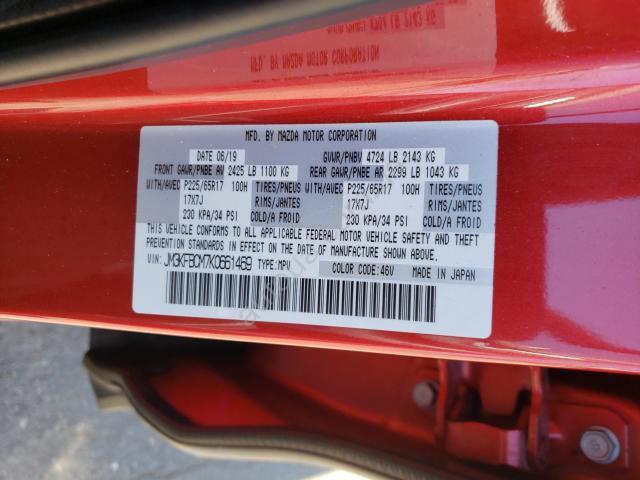 MFD. BY MAZDA MOTOR CORPORATION
DATE 06/19 GVWR/PNBV 4724 LB 2143 KG
FRONT GAWR/PNBE AV 2425 LB 1100 KG REAR GAWR/PNBE AR 2299 LB 1043 KG
WITH/AVEC P225/65R17 100H TIRES/PNEUS WITH/AVEC P225/65R17 100H TIRES/PNEUS
17X7J RIMS/JANTES 17X7J RIMS/JANTES
230 KPA/34 PSI COLD/A FROID 230 KPA/34 PSI COLD/A FROID
THIS VEHICLE CONFORMS TO ALL APPLICABLE FEDERAL MOTOR VEHICLE SAFETY AND THEFT
PREVENTION STANDARDS IN EFFECT ON THE DATE OF MANUFACTURE SHOWN ABOVE.
VIN: JM3KFBCM7K0661469 TYPE:MPV COLOR CODE:46V MADE IN JAPAN